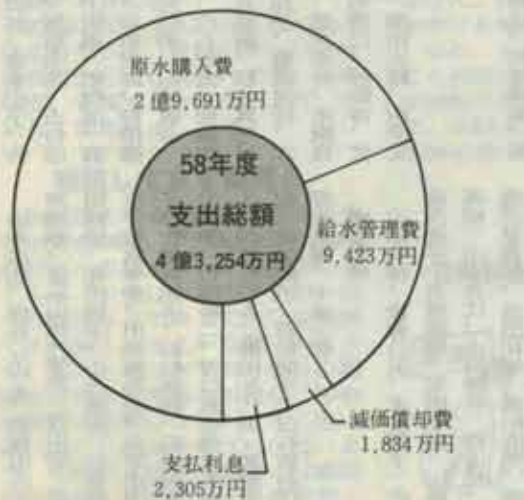 原水購入費
2億9,691万円
58年度
支出総額
4億3,254万円
給水管理費
9,423万円
減価償却費
1,834万円
支払利息
2,305万円